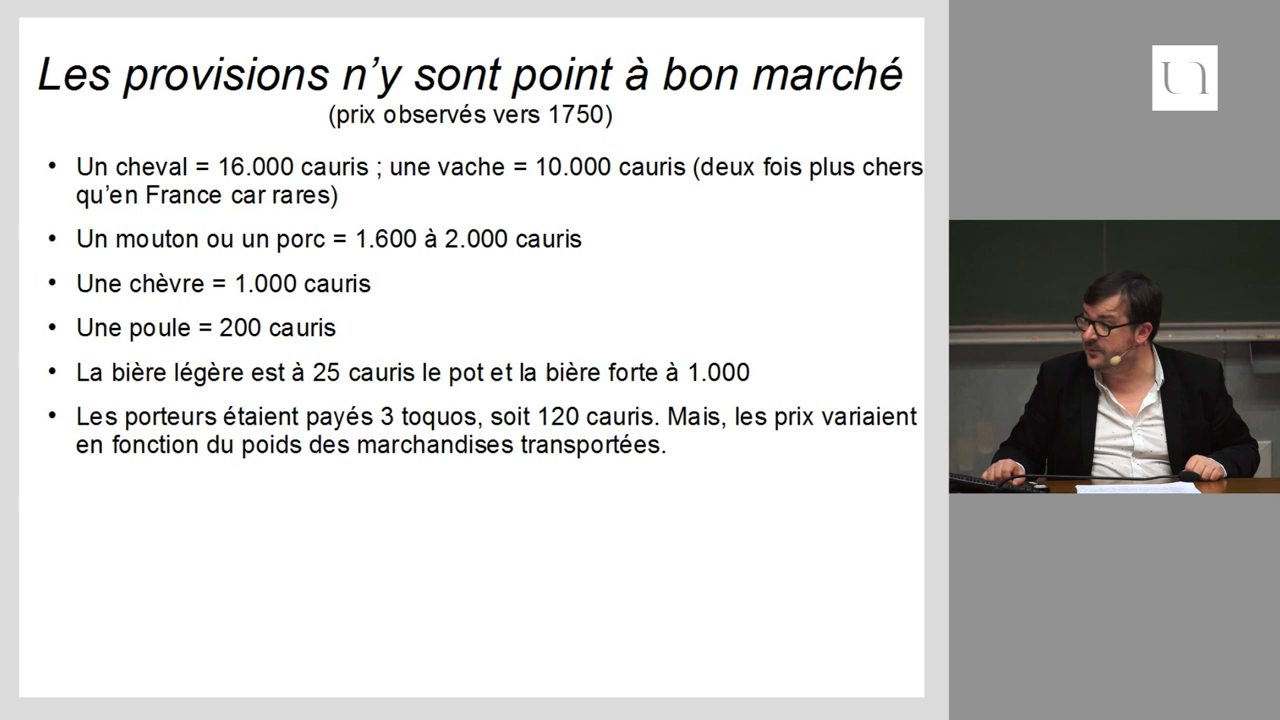 Les provisions n’y sont point à bon marché
(prix observés vers 1750)
• Un cheval = 16.000 cauris ; une vache = 10.000 cauris (deux fois plus chers
qu’en France car rares)
• Un mouton ou un porc = 1.600 à 2.000 cauris
• Une chèvre = 1.000 cauris
• Une poule = 200 cauris
• La bière légère est à 25 cauris le pot et la bière forte à 1.000
• Les porteurs étaient payés 3 toquos, soit 120 cauris. Mais, les prix variaient
en fonction du poids des marchandises transportées.